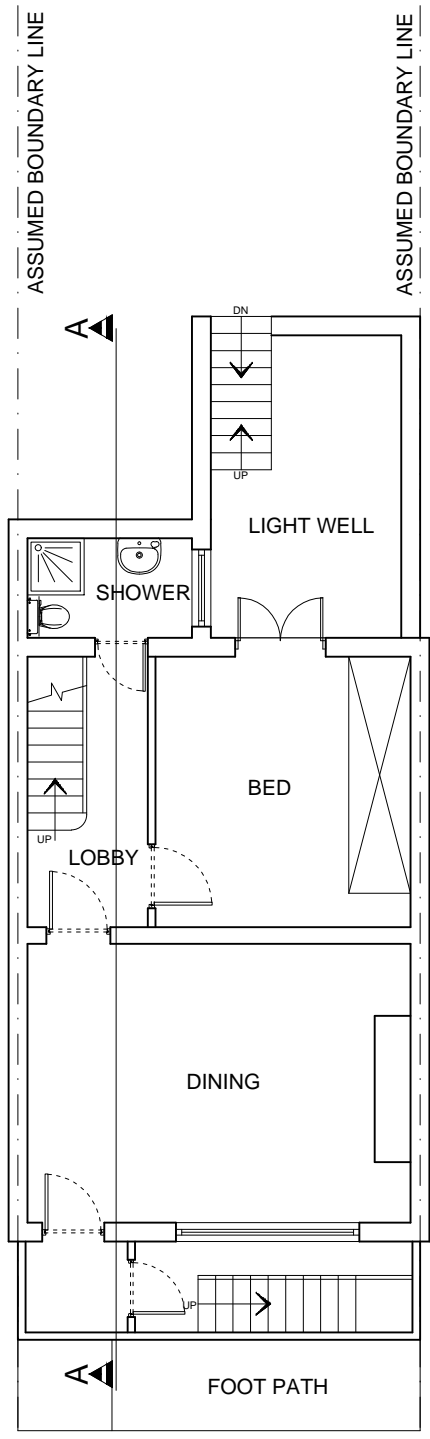 ASSUMED BOUNDARY LINE
ASSUMED BOUNDARY LINE
A
DN
UP
LIGHT WELL
SHOWER
BED
UP
LOBBY
DINING
UP
A
FOOT PATH